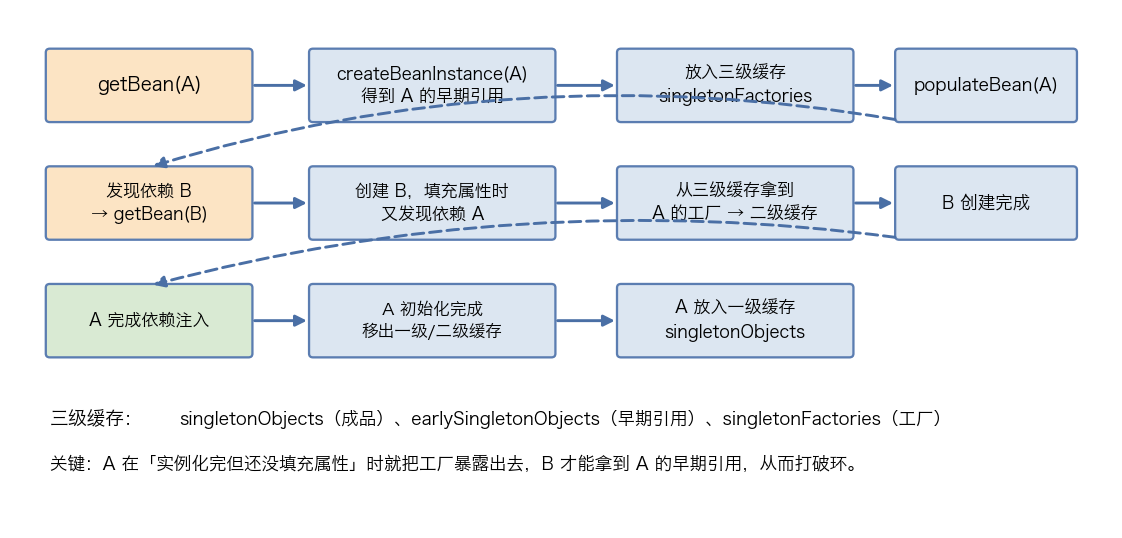 getBean(A)
createBeanInstance(A)
得到 A 的早期引用
放入三级缓存
singletonFactories
populateBean(A)
发现依赖 B
→ getBean(B)
创建 B，填充属性时
又发现依赖 A
从三级缓存拿到
A 的工厂 → 二级缓存
B 创建完成
A 完成依赖注入
A 初始化完成
移出一级/二级缓存
A 放入一级缓存
singletonObjects
三级缓存： singletonObjects（成品）、earlySingletonObjects（早期引用）、singletonFactories（工厂）
关键：A 在「实例化完但还没填充属性」时就把工厂暴露出去，B 才能拿到 A 的早期引用，从而打破环。